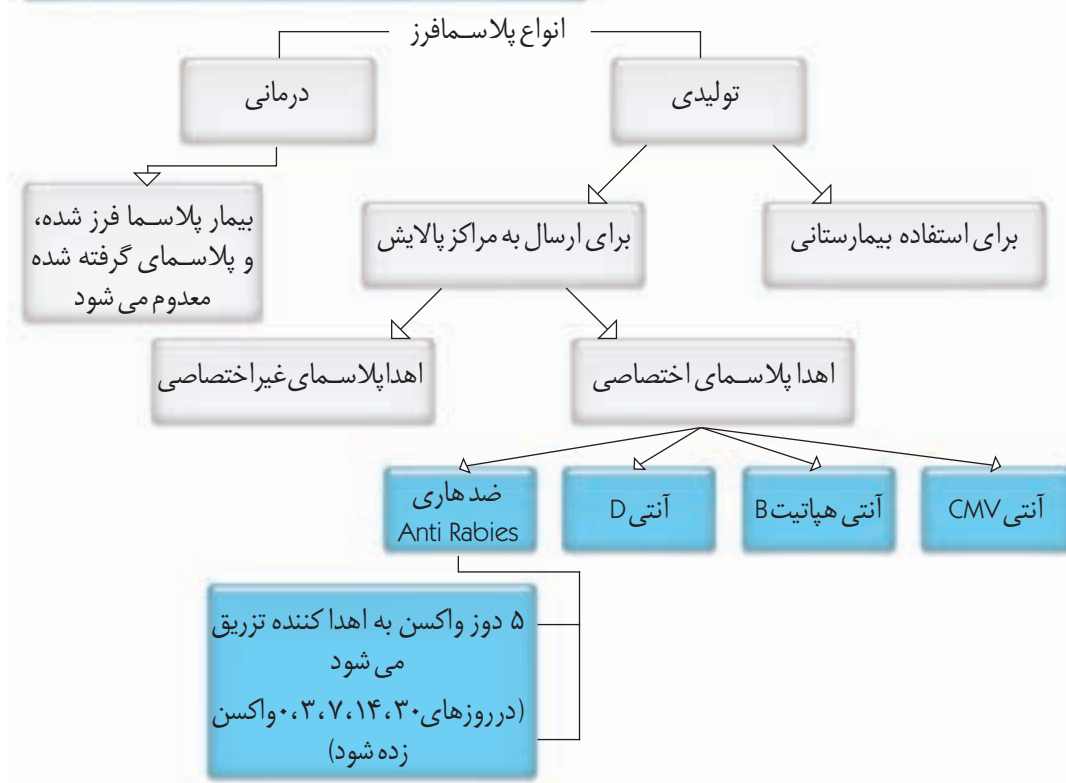 انواع پلاسمافرز
تولیدی
درمانی
برای استفاده بیمارستانی
برای ارسال به مراکز پالایش
بیمار پلاسما فرز شده،
و پلاسمای گرفته شده
معدوم می شود
اهدا پلاسمای اختصاصی
اهداپلاسمای غیراختصاصی
آنتی CMV
آنتی هپاتیت B
آنتی D
ضد هاری
Anti Rabies
۵ دوز واکسن به اهدا کننده تزریق
می شود
(درروزهای ۰،۳،۷،۱۴،۳۰ واکسن
زده شود)